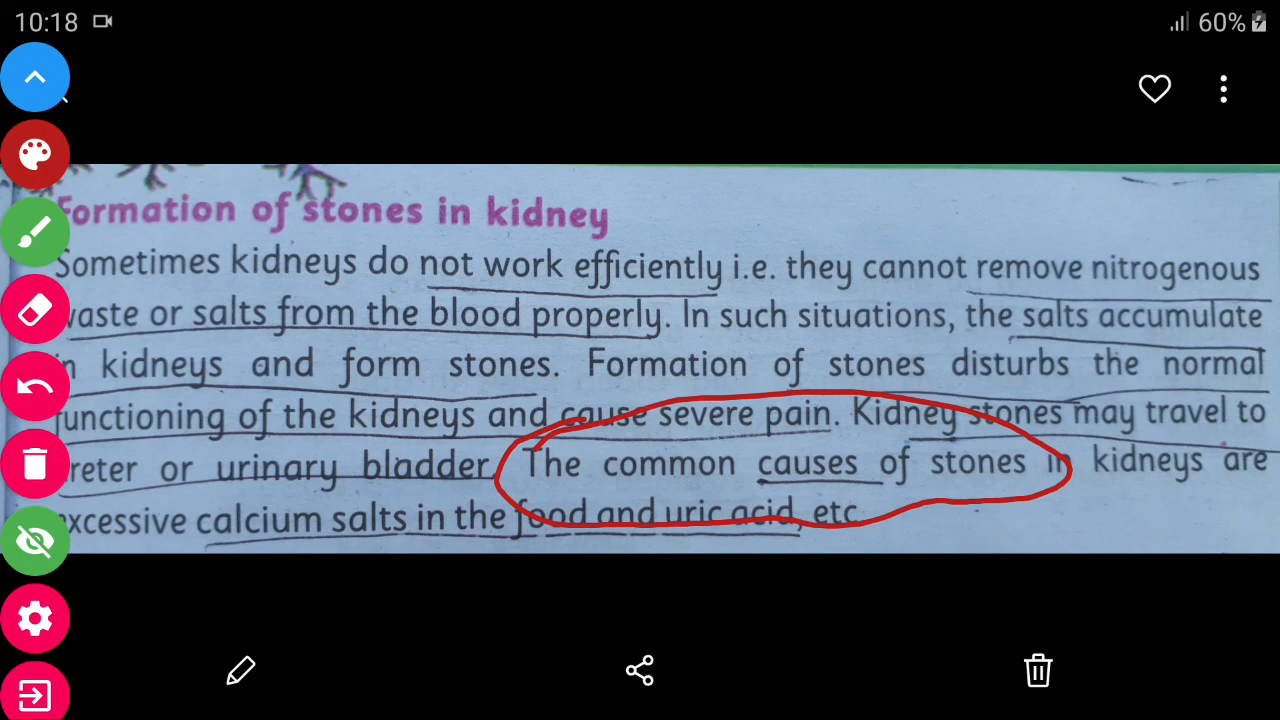 10:18
60%
Formation of stones in kidney
Sometimes kidneys do not work efficiently i.e. they cannot remove nitrogenous
waste or salts from the blood properly. In such situations, the salts accumulate
in kidneys and form stones. Formation of stones disturbs the normal
functioning of the kidneys and cause severe pain. Kidney stones may travel to
ureter or urinary bladder. The common causes of stones in kidneys are
excessive calcium salts in the food and uric acid, etc.